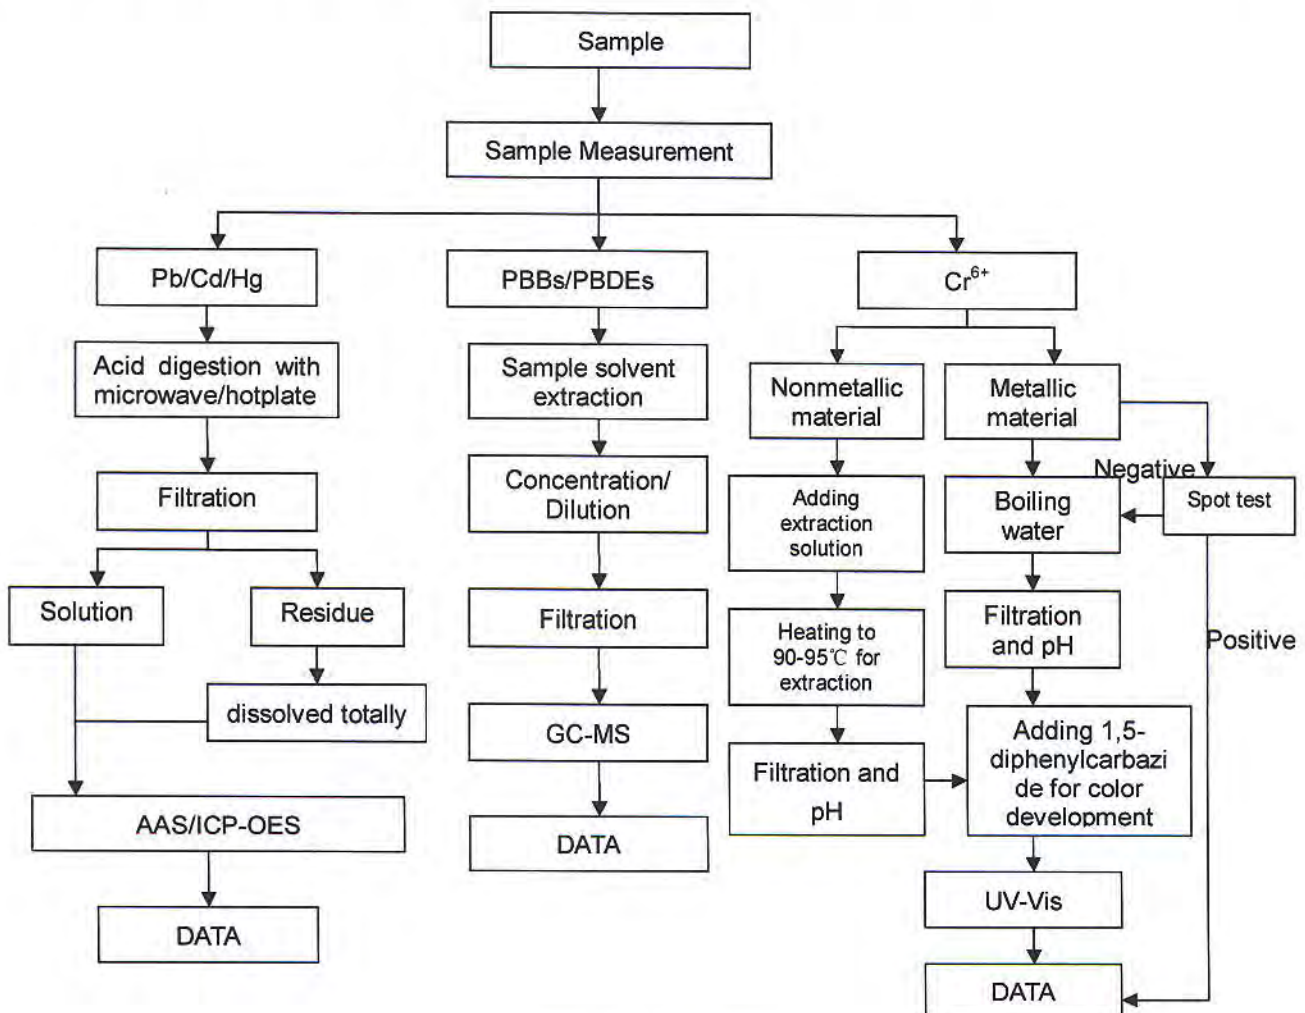 Sample
Sample Measurement
Pb/Cd/Hg
PBBs/PBDEs
Cr⁶⁺
Acid digestion with
microwave/hotplate
Sample solvent
extraction
Nonmetallic
material
Metallic
material
Negative
Spot test
Filtration
Concentration/
Dilution
Adding
extraction
solution
Boiling
water
Solution
Residue
Filtration
Heating to
90-95℃ for
extraction
Filtration
and pH
Positive
dissolved totally
GC-MS
Filtration and
pH
Adding 1,5-
diphenylcarbazi
de for color
development
AAS/ICP-OES
DATA
UV-Vis
DATA
DATA